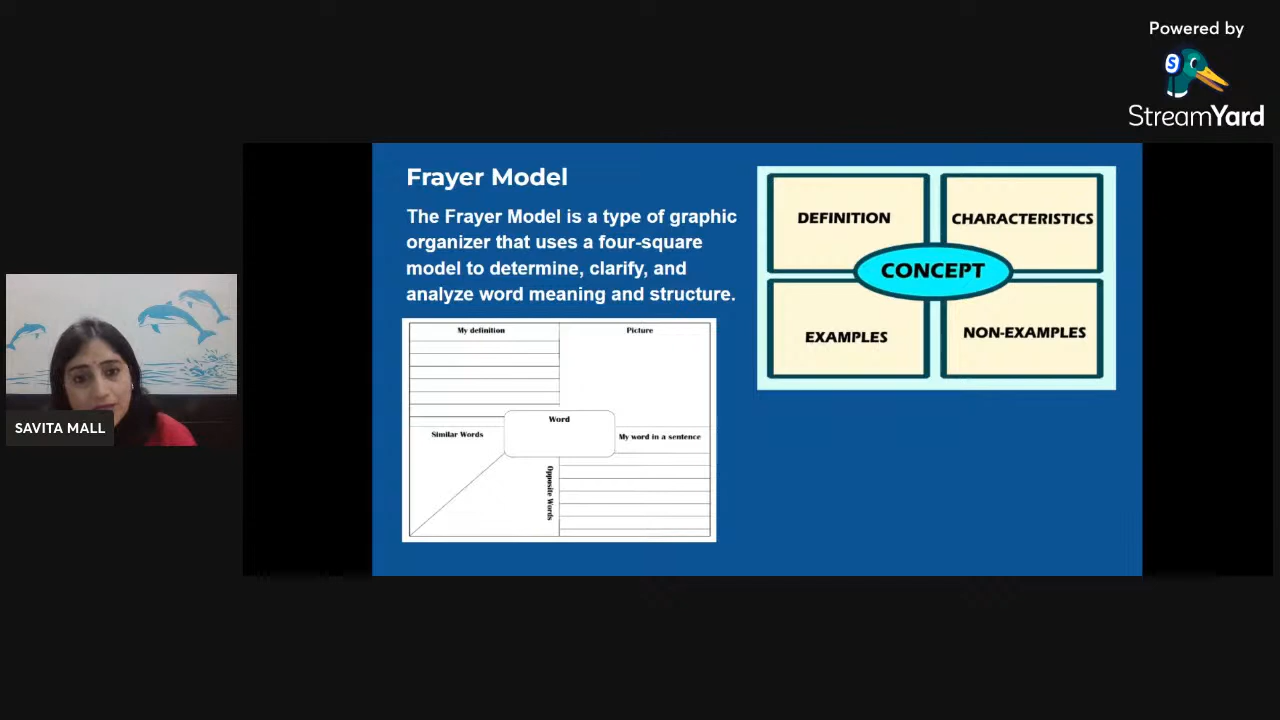 Powered by
S
StreamYard
Frayer Model
The Frayer Model is a type of graphic
organizer that uses a four-square
model to determine, clarify, and
analyze word meaning and structure.
DEFINITION
CHARACTERISTICS
CONCEPT
EXAMPLES
NON-EXAMPLES
My definition
Picture
Word
Similar Words
Opposite Words
My word in a sentence
SAVITA MALL